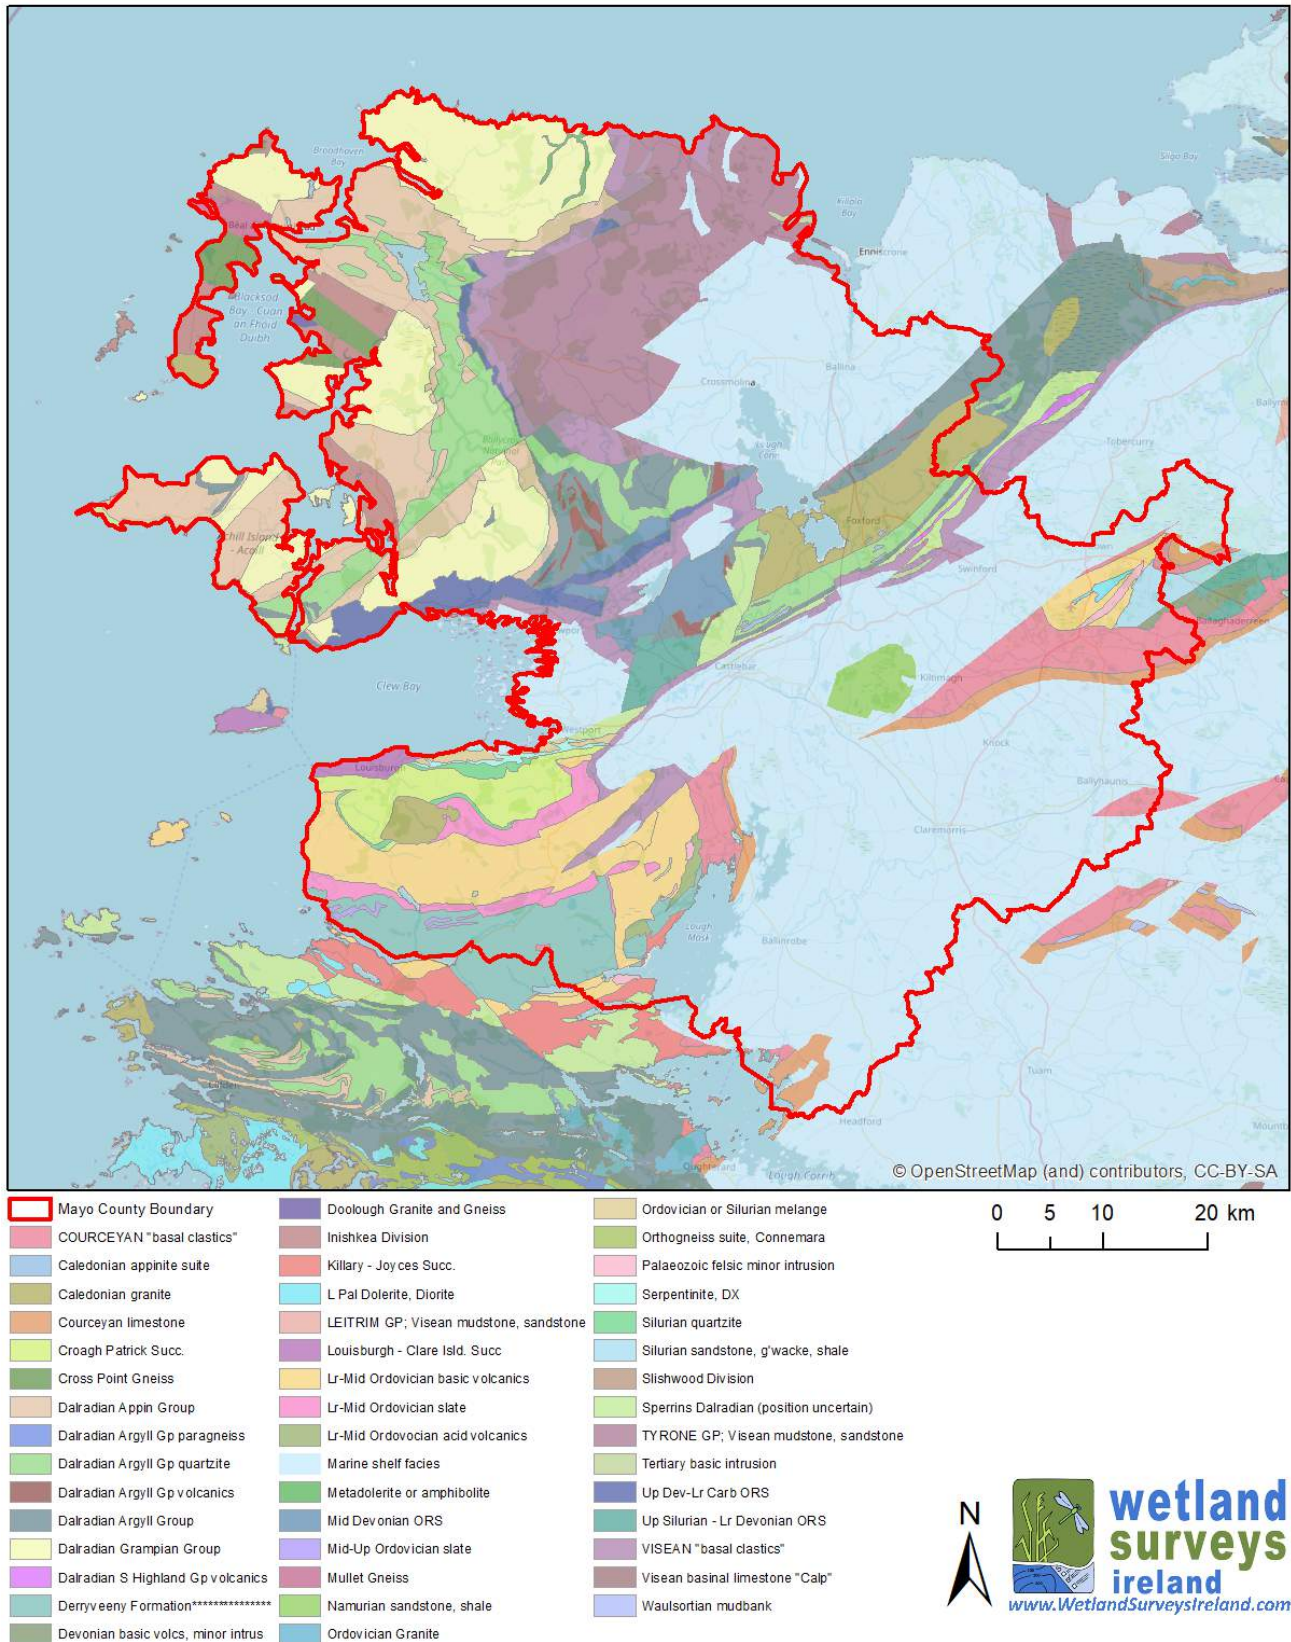 Broadhaven
Bay
Sligo Bay
Killala
Bay
Enniscrone
Blacksod
Bay Cuan
an Fhóid
Duibh
Crossmolina
Ballina
Lough
Conn
Tobercurry
Foxford
Swinford
Achill Island
- Acaill
Ballaghaderreen
Castlebar
Kiltimagh
Clew Bay
Westport
Knock
Louisburgh
Ballyhaunis
Claremorris
Lough
Mask
Ballinrobe
Tuam
Headford
Oughterard
Lough Corrib
© OpenStreetMap (and) contributors, CC-BY-SA
Mayo County Boundary
COURCEYAN "basal clastics"
Caledonian appinite suite
Caledonian granite
Courceyan limestone
Croagh Patrick Succ.
Cross Point Gneiss
Dalradian Appin Group
Dalradian Argyll Gp paragneiss
Dalradian Argyll Gp quartzite
Dalradian Argyll Gp volcanics
Dalradian Argyll Group
Dalradian Grampian Group
Dalradian S Highland Gp volcanics
Derryveeny Formation***************
Devonian basic volcs, minor intrus
Doolough Granite and Gneiss
Inishkea Division
Killary - Joyces Succ.
L Pal Dolerite, Diorite
LEITRIM GP; Visean mudstone, sandstone
Louisburgh - Clare Isld. Succ
Lr-Mid Ordovician basic volcanics
Lr-Mid Ordovician slate
Lr-Mid Ordovocian acid volcanics
Marine shelf facies
Metadolerite or amphibolite
Mid Devonian ORS
Mid-Up Ordovician slate
Mullet Gneiss
Namurian sandstone, shale
Ordovician Granite
Ordovician or Silurian melange
Orthogneiss suite, Connemara
Palaeozoic felsic minor intrusion
Serpentinite, DX
Silurian quartzite
Silurian sandstone, g'wacke, shale
Slishwood Division
Sperrins Dalradian (position uncertain)
TYRONE GP; Visean mudstone, sandstone
Tertiary basic intrusion
Up Dev-Lr Carb ORS
Up Silurian - Lr Devonian ORS
VISEAN "basal clastics"
Visean basinal limestone "Calp"
Waulsortian mudbank
0 5 10 20 km
N
wetland
surveys
ireland
www.WetlandSurveysIreland.com